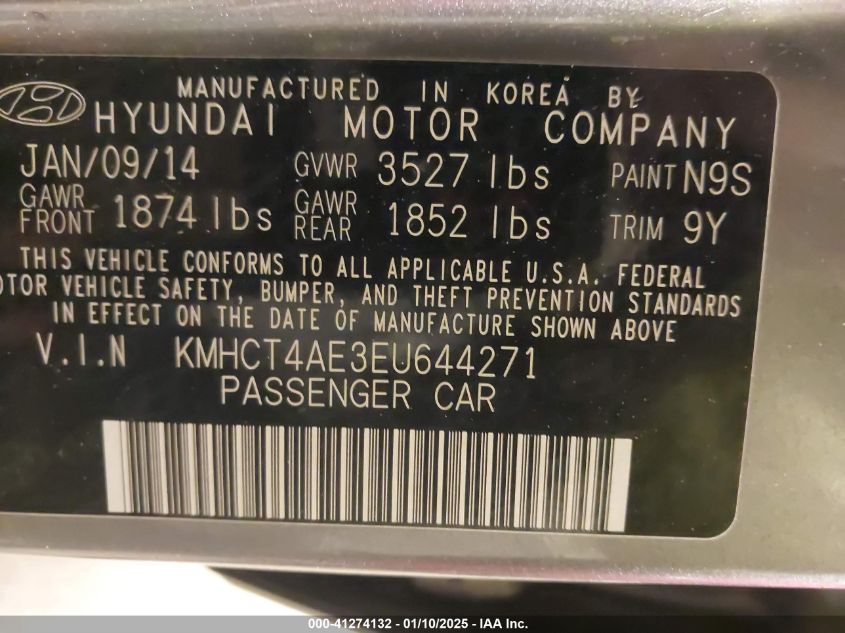 MANUFACTURED IN KOREA BY
HYUNDAI MOTOR COMPANY
JAN/09/14 GVWR 3527 lbs PAINT N9S
GAWR FRONT 1874 lbs GAWR REAR 1852 lbs TRIM 9Y
THIS VEHICLE CONFORMS TO ALL APPLICABLE U.S.A. FEDERAL
OTOR VEHICLE SAFETY, BUMPER, AND THEFT PREVENTION STANDARDS
IN EFFECT ON THE DATE OF MANUFACTURE SHOWN ABOVE
V.I.N KMHCT4AE3EU644271
PASSENGER CAR
000-41274132 - 01/10/2025 - IAA Inc.